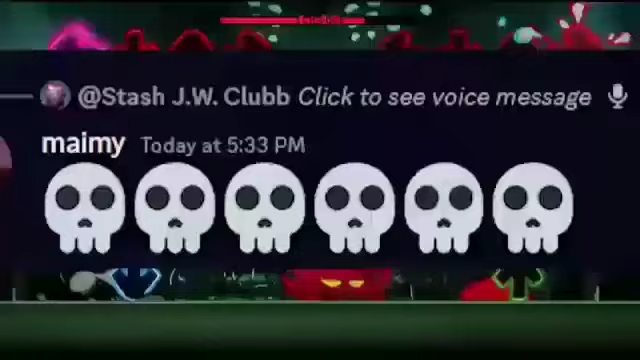 @Stash J.W. Clubb Click to see voice message
maimy Today at 5:33 PM